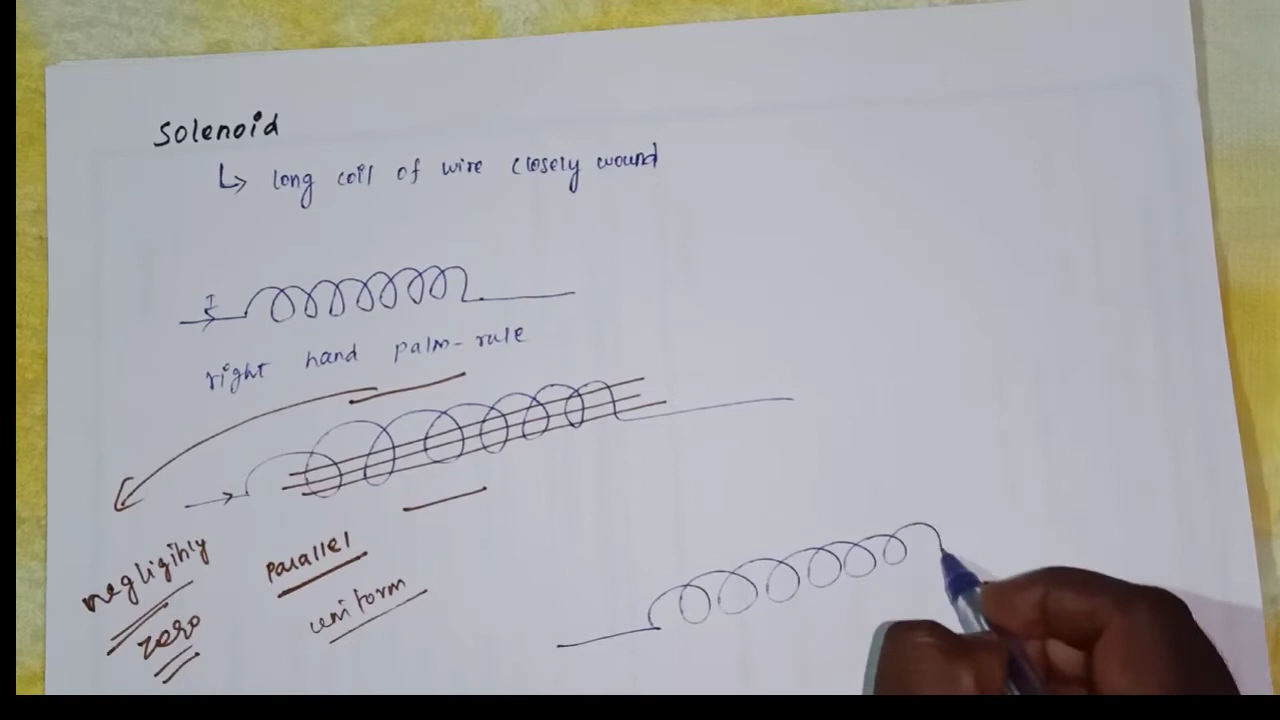 Solenoid
↳ long coil of wire closely wound
I
right hand palm-rule
negligibly
zero
parallel
uniform